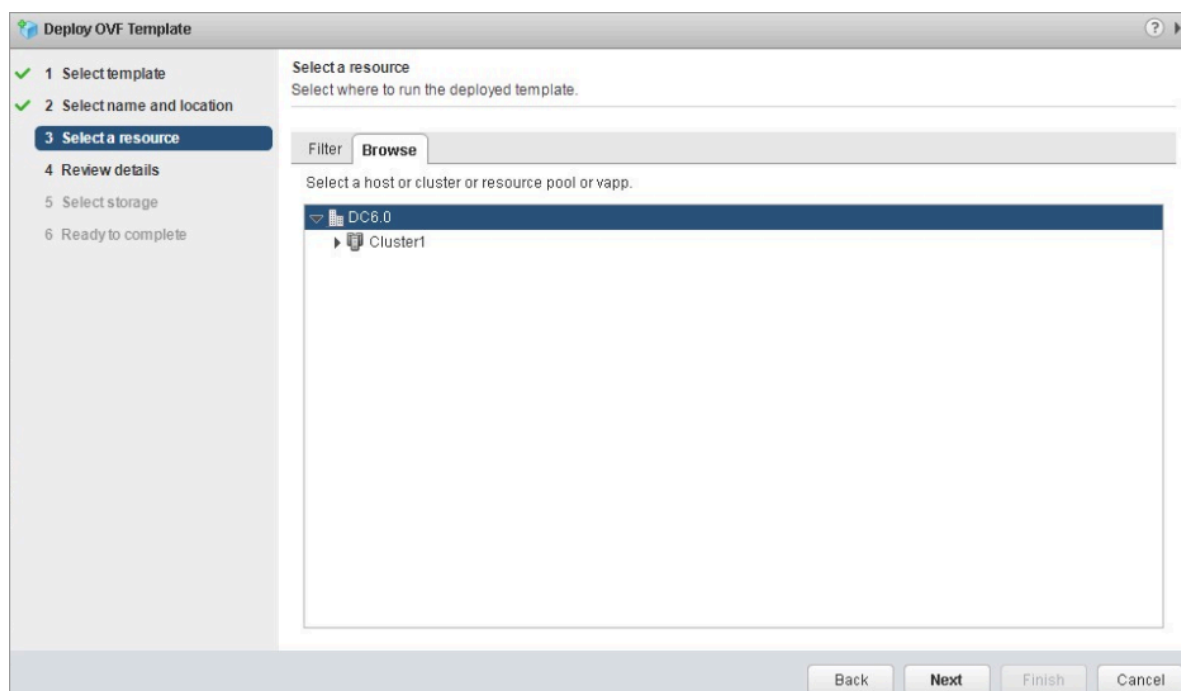 Deploy OVF Template
?
1 Select template
2 Select name and location
3 Select a resource
4 Review details
5 Select storage
6 Ready to complete
Select a resource
Select where to run the deployed template.
Filter Browse
Select a host or cluster or resource pool or vapp.
DC6.0
Cluster1
Back Next Finish Cancel